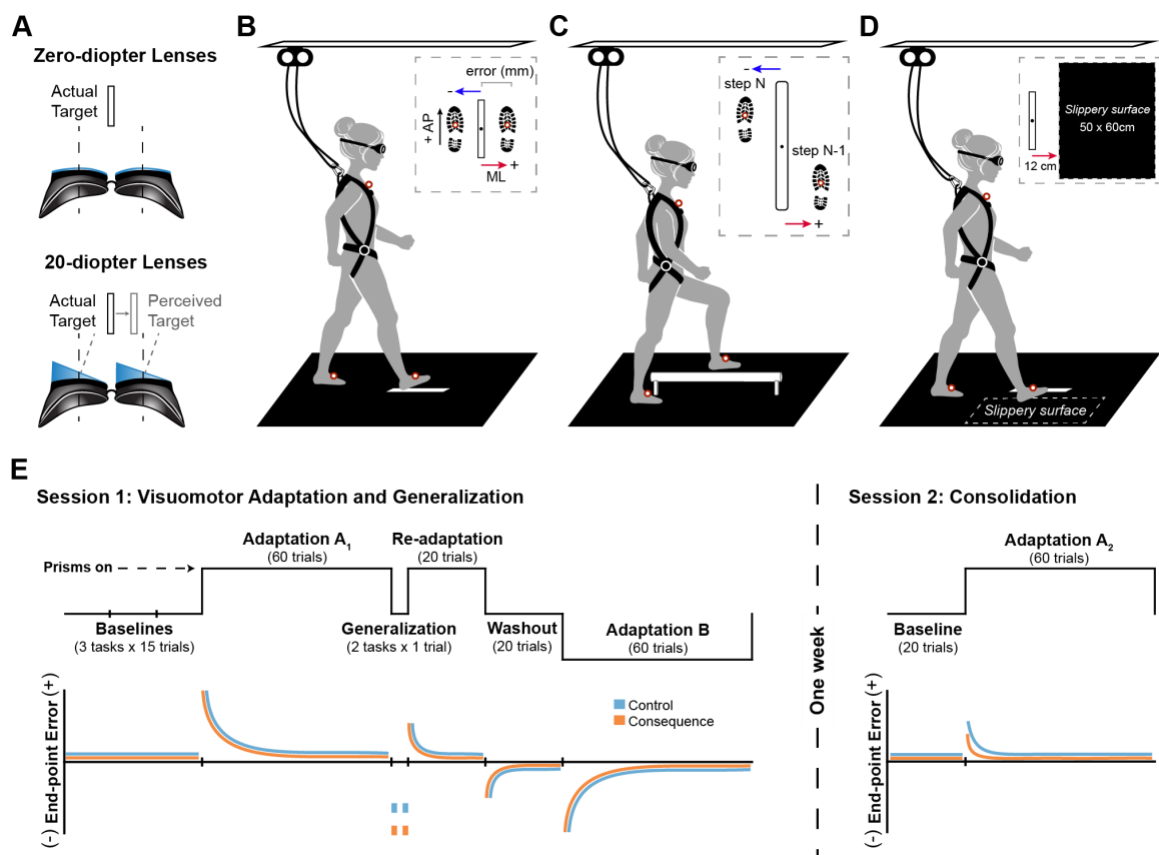 A
Zero-diopter Lenses
Actual
Target
20-diopter Lenses
Actual
Target
Perceived
Target
B
error (mm)
-
+ AP
+
ML
C
-
step N
step N-1
+
D
Slippery surface
50 x 60cm
12 cm
Slippery surface
E
Session 1: Visuomotor Adaptation and Generalization
Session 2: Consolidation
Adaptation A1
(60 trials)
Re-adaptation
(20 trials)
Adaptation A2
(60 trials)
Prisms on
Baselines
(3 tasks x 15 trials)
Generalization
(2 tasks x 1 trial)
Washout
(20 trials)
Adaptation B
(60 trials)
Baseline
(20 trials)
One week
(-) End-point Error (+)
Control
Consequence
(-) End-point Error (+)